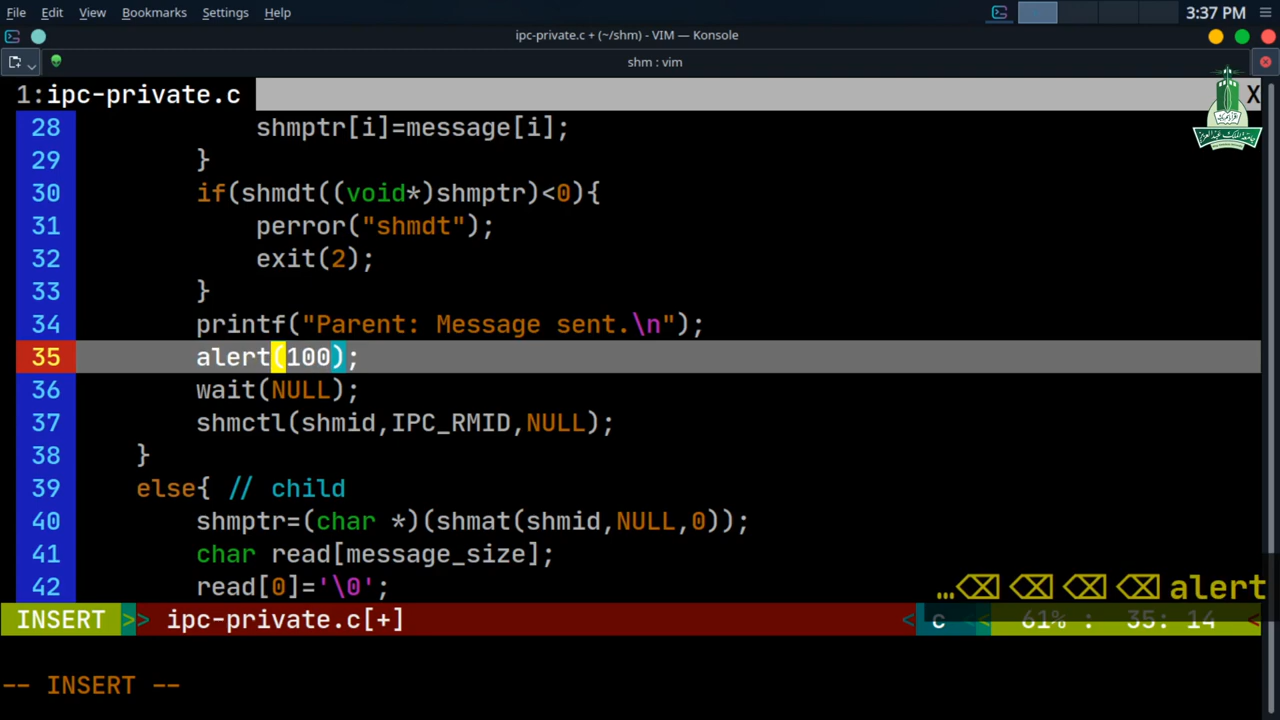 File Edit View Bookmarks Settings Help 3:37 PM
ipc-private.c + (~/shm) - VIM — Konsole
shm : vim
1:ipc-private.c X
28 shmptr[i]=message[i];
29 }
30 if(shmdt((void*)shmptr)<0){
31 perror("shmdt");
32 exit(2);
33 }
34 printf("Parent: Message sent.\n");
35 alert(100);
36 wait(NULL);
37 shmctl(shmid,IPC_RMID,NULL);
38 }
39 else{ // child
40 shmptr=(char *)(shmat(shmid,NULL,0));
41 char read[message_size];
42 read[0]='\0';
…⌫ ⌫ ⌫ ⌫ alert
INSERT >> ipc-private.c[+] < c < 61% : 35: 14 <
-- INSERT --
جامعة الملك عبد العزيز